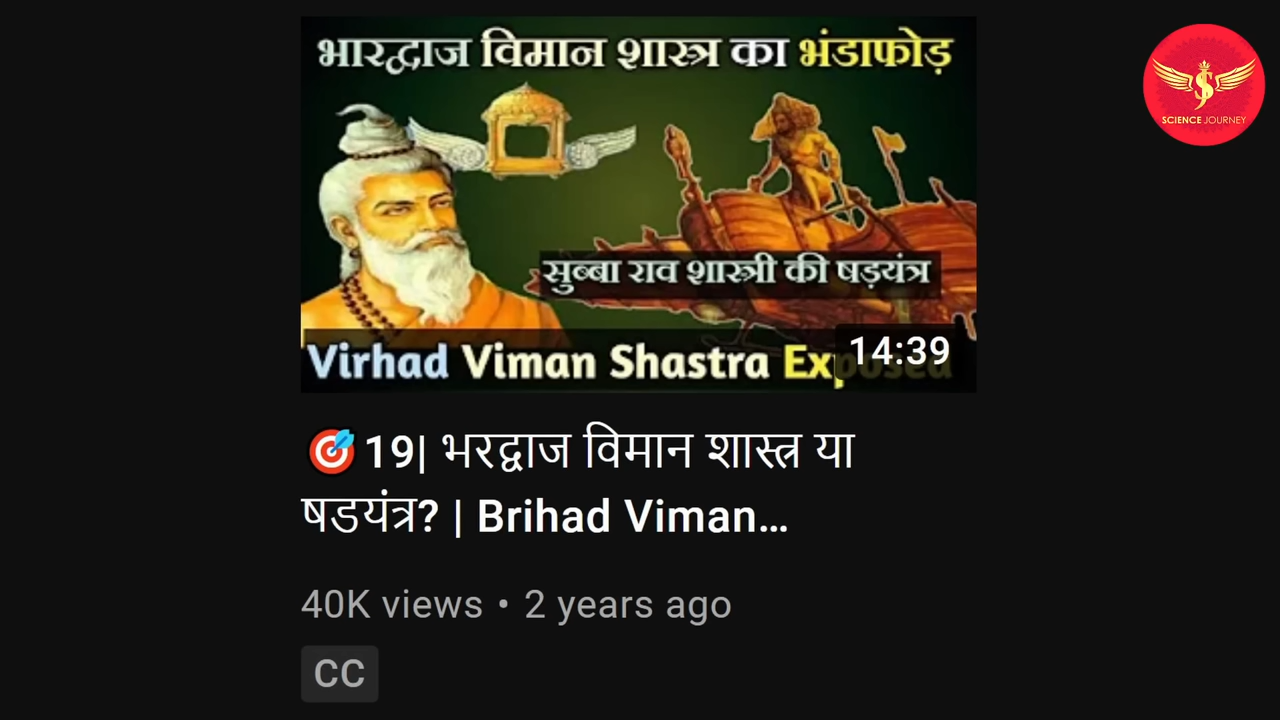 भारद्वाज विमान शास्त्र का भंडाफोड़
SCIENCE JOURNEY
सुब्बा राव शास्त्री की षड़यंत्र
Virhad Viman Shastra Exposed
14:39
🎯19| भरद्वाज विमान शास्त्र या
षडयंत्र? | Brihad Viman...
40K views • 2 years ago
CC